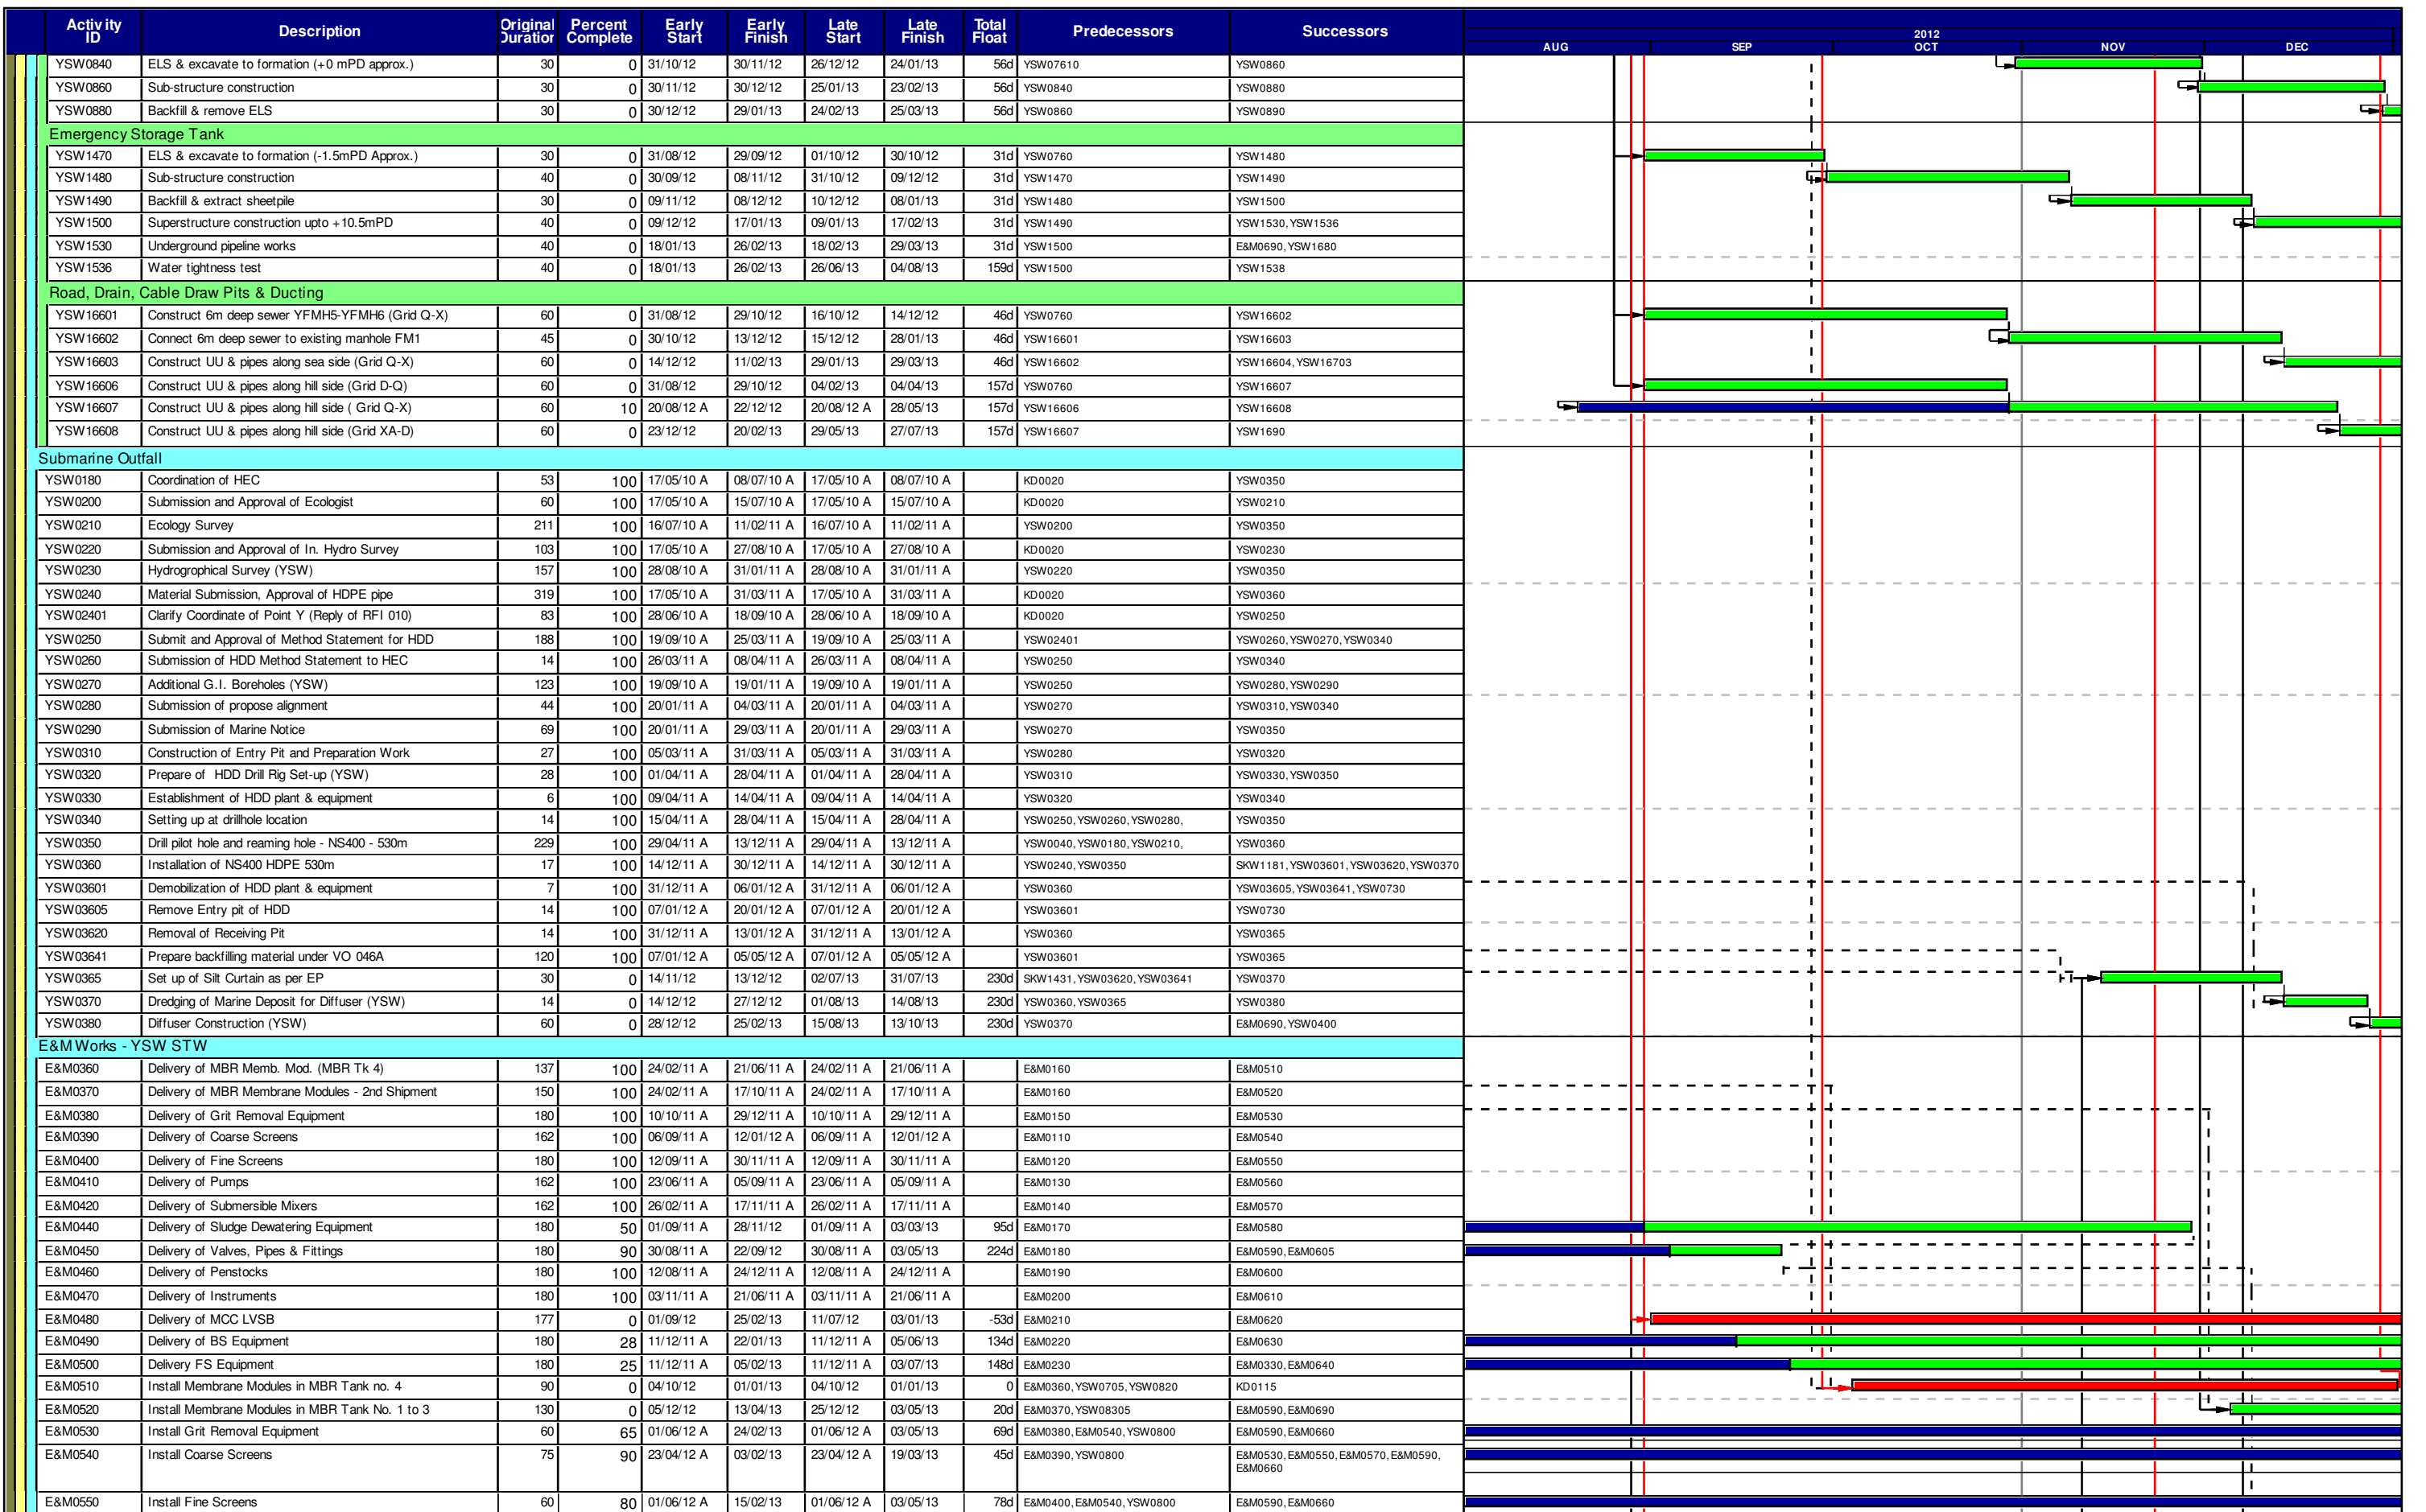 Activity ID Description Original Duration Percent Complete Early Start Early Finish Late Start Late Finish Total Float Predecessors Successors
2012
AUG SEP OCT NOV DEC
YSW0840 ELS & excavate to formation (+0 mPD approx.) 30 0 31/10/12 30/11/12 26/12/12 24/01/13 56d YSW07610 YSW0860
YSW0860 Sub-structure construction 30 0 30/11/12 30/12/12 25/01/13 23/02/13 56d YSW0840 YSW0880
YSW0880 Backfill & remove ELS 30 0 30/12/12 29/01/13 24/02/13 25/03/13 56d YSW0860 YSW0890
Emergency Storage Tank
YSW1470 ELS & excavate to formation (-1.5mPD Approx.) 30 0 31/08/12 29/09/12 01/10/12 30/10/12 31d YSW0760 YSW1480
YSW1480 Sub-structure construction 40 0 30/09/12 08/11/12 31/10/12 09/12/12 31d YSW1470 YSW1490
YSW1490 Backfill & extract sheetpile 30 0 09/11/12 08/12/12 10/12/12 08/01/13 31d YSW1480 YSW1500
YSW1500 Superstructure construction upto +10.5mPD 40 0 09/12/12 17/01/13 09/01/13 17/02/13 31d YSW1490 YSW1530, YSW1536
YSW1530 Underground pipeline works 40 0 18/01/13 26/02/13 18/02/13 29/03/13 31d YSW1500 E&M0690, YSW1680
YSW1536 Water tightness test 40 0 18/01/13 26/02/13 26/06/13 04/08/13 159d YSW1500 YSW1538
Road, Drain, Cable Draw Pits & Ducting
YSW16601 Construct 6m deep sewer YFMH5-YFMH6 (Grid Q-X) 60 0 31/08/12 29/10/12 16/10/12 14/12/12 46d YSW0760 YSW16602
YSW16602 Connect 6m deep sewer to existing manhole FM1 45 0 30/10/12 13/12/12 15/12/12 28/01/13 46d YSW16601 YSW16603
YSW16603 Construct UU & pipes along sea side (Grid Q-X) 60 0 14/12/12 11/02/13 29/01/13 29/03/13 46d YSW16602 YSW16604, YSW16703
YSW16606 Construct UU & pipes along hill side (Grid D-Q) 60 0 31/08/12 29/10/12 04/02/13 04/04/13 157d YSW0760 YSW16607
YSW16607 Construct UU & pipes along hill side ( Grid Q-X) 60 10 20/08/12 A 22/12/12 20/08/12 A 28/05/13 157d YSW16606 YSW16608
YSW16608 Construct UU & pipes along hill side (Grid XA-D) 60 0 23/12/12 20/02/13 29/05/13 27/07/13 157d YSW16607 YSW1690
Submarine Outfall
YSW0180 Coordination of HEC 53 100 17/05/10 A 08/07/10 A 17/05/10 A 08/07/10 A KD0020 YSW0350
YSW0200 Submission and Approval of Ecologist 60 100 17/05/10 A 15/07/10 A 17/05/10 A 15/07/10 A KD0020 YSW0210
YSW0210 Ecology Survey 211 100 16/07/10 A 11/02/11 A 16/07/10 A 11/02/11 A YSW0200 YSW0350
YSW0220 Submission and Approval of In. Hydro Survey 103 100 17/05/10 A 27/08/10 A 17/05/10 A 27/08/10 A KD0020 YSW0230
YSW0230 Hydrogrophical Survey (YSW) 157 100 28/08/10 A 31/01/11 A 28/08/10 A 31/01/11 A YSW0220 YSW0350
YSW0240 Material Submission, Approval of HDPE pipe 319 100 17/05/10 A 31/03/11 A 17/05/10 A 31/03/11 A KD0020 YSW0360
YSW02401 Clarify Coordinate of Point Y (Reply of RFI 010) 83 100 28/06/10 A 18/09/10 A 28/06/10 A 18/09/10 A KD0020 YSW0250
YSW0250 Submit and Approval of Method Statement for HDD 188 100 19/09/10 A 25/03/11 A 19/09/10 A 25/03/11 A YSW02401 YSW0260, YSW0270, YSW0340
YSW0260 Submission of HDD Method Statement to HEC 14 100 26/03/11 A 08/04/11 A 26/03/11 A 08/04/11 A YSW0250 YSW0340
YSW0270 Additional G.I. Boreholes (YSW) 123 100 19/09/10 A 19/01/11 A 19/09/10 A 19/01/11 A YSW0250 YSW0280, YSW0290
YSW0280 Submission of propose alignment 44 100 20/01/11 A 04/03/11 A 20/01/11 A 04/03/11 A YSW0270 YSW0310, YSW0340
YSW0290 Submission of Marine Notice 69 100 20/01/11 A 29/03/11 A 20/01/11 A 29/03/11 A YSW0270 YSW0350
YSW0310 Construction of Entry Pit and Preparation Work 27 100 05/03/11 A 31/03/11 A 05/03/11 A 31/03/11 A YSW0280 YSW0320
YSW0320 Prepare of HDD Drill Rig Set-up (YSW) 28 100 01/04/11 A 28/04/11 A 01/04/11 A 28/04/11 A YSW0310 YSW0330, YSW0350
YSW0330 Establishment of HDD plant & equipment 6 100 09/04/11 A 14/04/11 A 09/04/11 A 14/04/11 A YSW0320 YSW0340
YSW0340 Setting up at drillhole location 14 100 15/04/11 A 28/04/11 A 15/04/11 A 28/04/11 A YSW0250, YSW0260, YSW0280, YSW0350
YSW0350 Drill pilot hole and reaming hole - NS400 - 530m 229 100 29/04/11 A 13/12/11 A 29/04/11 A 13/12/11 A YSW0040, YSW0180, YSW0210, YSW0360
YSW0360 Installation of NS400 HDPE 530m 17 100 14/12/11 A 30/12/11 A 14/12/11 A 30/12/11 A YSW0240, YSW0350 SKW1181, YSW03601, YSW03620, YSW0370
YSW03601 Demobilization of HDD plant & equipment 7 100 31/12/11 A 06/01/12 A 31/12/11 A 06/01/12 A YSW0360 YSW03605, YSW03641, YSW0730
YSW03605 Remove Entry pit of HDD 14 100 07/01/12 A 20/01/12 A 07/01/12 A 20/01/12 A YSW03601 YSW0730
YSW03620 Removal of Receiving Pit 14 100 31/12/11 A 13/01/12 A 31/12/11 A 13/01/12 A YSW0360 YSW0365
YSW03641 Prepare backfilling material under VO 046A 120 100 07/01/12 A 05/05/12 A 07/01/12 A 05/05/12 A YSW03601 YSW0365
YSW0365 Set up of Silt Curtain as per EP 30 0 14/11/12 13/12/12 02/07/13 31/07/13 230d SKW1431, YSW03620, YSW03641 YSW0370
YSW0370 Dredging of Marine Deposit for Diffuser (YSW) 14 0 14/12/12 27/12/12 01/08/13 14/08/13 230d YSW0360, YSW0365 YSW0380
YSW0380 Diffuser Construction (YSW) 60 0 28/12/12 25/02/13 15/08/13 13/10/13 230d YSW0370 E&M0690, YSW0400
E&M Works - YSW STW
E&M0360 Delivery of MBR Memb. Mod. (MBR Tk 4) 137 100 24/02/11 A 21/06/11 A 24/02/11 A 21/06/11 A E&M0160 E&M0510
E&M0370 Delivery of MBR Membrane Modules - 2nd Shipment 150 100 24/02/11 A 17/10/11 A 24/02/11 A 17/10/11 A E&M0160 E&M0520
E&M0380 Delivery of Grit Removal Equipment 180 100 10/10/11 A 29/12/11 A 10/10/11 A 29/12/11 A E&M0150 E&M0530
E&M0390 Delivery of Coarse Screens 162 100 06/09/11 A 12/01/12 A 06/09/11 A 12/01/12 A E&M0110 E&M0540
E&M0400 Delivery of Fine Screens 180 100 12/09/11 A 30/11/11 A 12/09/11 A 30/11/11 A E&M0120 E&M0550
E&M0410 Delivery of Pumps 162 100 23/06/11 A 05/09/11 A 23/06/11 A 05/09/11 A E&M0130 E&M0560
E&M0420 Delivery of Submersible Mixers 162 100 26/02/11 A 17/11/11 A 26/02/11 A 17/11/11 A E&M0140 E&M0570
E&M0440 Delivery of Sludge Dewatering Equipment 180 50 01/09/11 A 28/11/12 01/09/11 A 03/03/13 95d E&M0170 E&M0580
E&M0450 Delivery of Valves, Pipes & Fittings 180 90 30/08/11 A 22/09/12 30/08/11 A 03/05/13 224d E&M0180 E&M0590, E&M0605
E&M0460 Delivery of Penstocks 180 100 12/08/11 A 24/12/11 A 12/08/11 A 24/12/11 A E&M0190 E&M0600
E&M0470 Delivery of Instruments 180 100 03/11/11 A 21/06/11 A 03/11/11 A 21/06/11 A E&M0200 E&M0610
E&M0480 Delivery of MCC LVSB 177 0 01/09/12 25/02/13 11/07/12 03/01/13 -53d E&M0210 E&M0620
E&M0490 Delivery of BS Equipment 180 28 11/12/11 A 22/01/13 11/12/11 A 05/06/13 134d E&M0220 E&M0630
E&M0500 Delivery FS Equipment 180 25 11/12/11 A 05/02/13 11/12/11 A 03/07/13 148d E&M0230 E&M0330, E&M0640
E&M0510 Install Membrane Modules in MBR Tank no. 4 90 0 04/10/12 01/01/13 04/10/12 01/01/13 0 E&M0360, YSW0705, YSW0820 KD0115
E&M0520 Install Membrane Modules in MBR Tank No. 1 to 3 130 0 05/12/12 13/04/13 25/12/12 03/05/13 20d E&M0370, YSW08305 E&M0590, E&M0690
E&M0530 Install Grit Removal Equipment 60 65 01/06/12 A 24/02/13 01/06/12 A 03/05/13 69d E&M0380, E&M0540, YSW0800 E&M0590, E&M0660
E&M0540 Install Coarse Screens 75 90 23/04/12 A 03/02/13 23/04/12 A 19/03/13 45d E&M0390, YSW0800 E&M0530, E&M0550, E&M0570, E&M0590,
E&M0660
E&M0550 Install Fine Screens 60 80 01/06/12 A 15/02/13 01/06/12 A 03/05/13 78d E&M0400, E&M0540, YSW0800 E&M0590, E&M0660